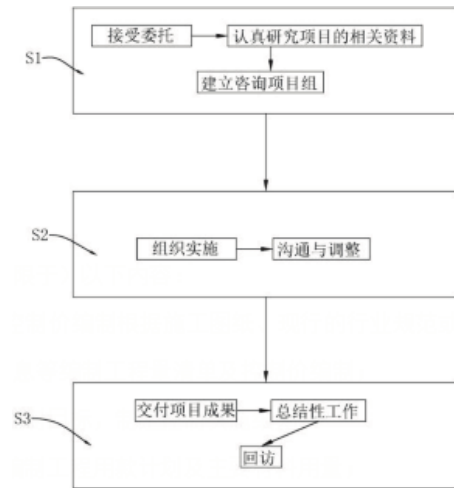 S1
接受委托
认真研究项目的相关资料
建立咨询项目组
S2
组织实施
沟通与调整
S3
交付项目成果
总结性工作
回访